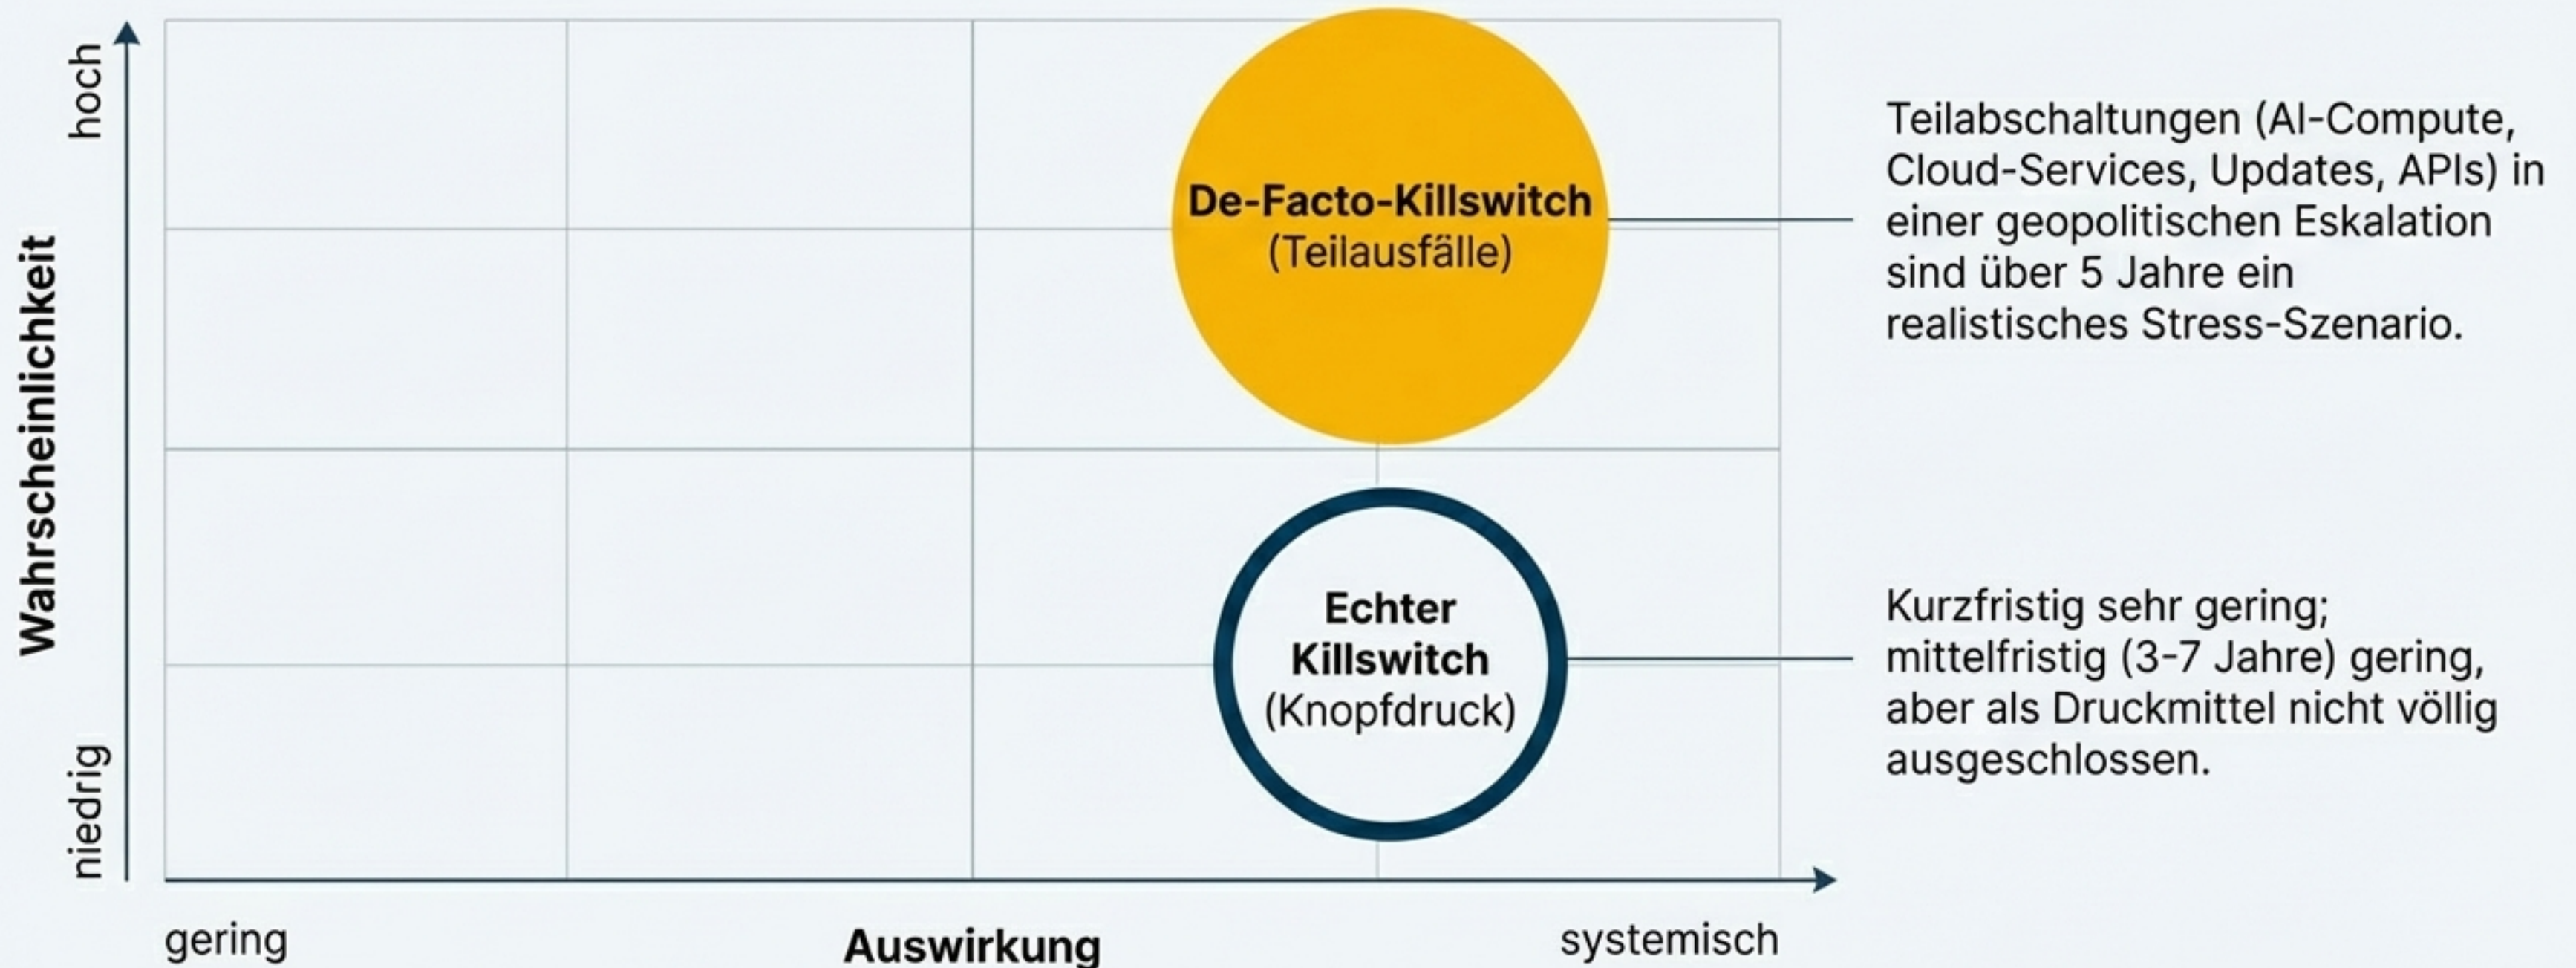 hoch
Wahrscheinlichkeit
niedrig
De-Facto-Killswitch
(Teilausfälle)
Teilabschaltungen (AI-Compute,
Cloud-Services, Updates, APIs) in
einer geopolitischen Eskalation
sind über 5 Jahre ein
realistisches Stress-Szenario.
Echter
Killswitch
(Knopfdruck)
Kurzfristig sehr gering;
mittelfristig (3-7 Jahre) gering,
aber als Druckmittel nicht völlig
ausgeschlossen.
gering
Auswirkung
systemisch